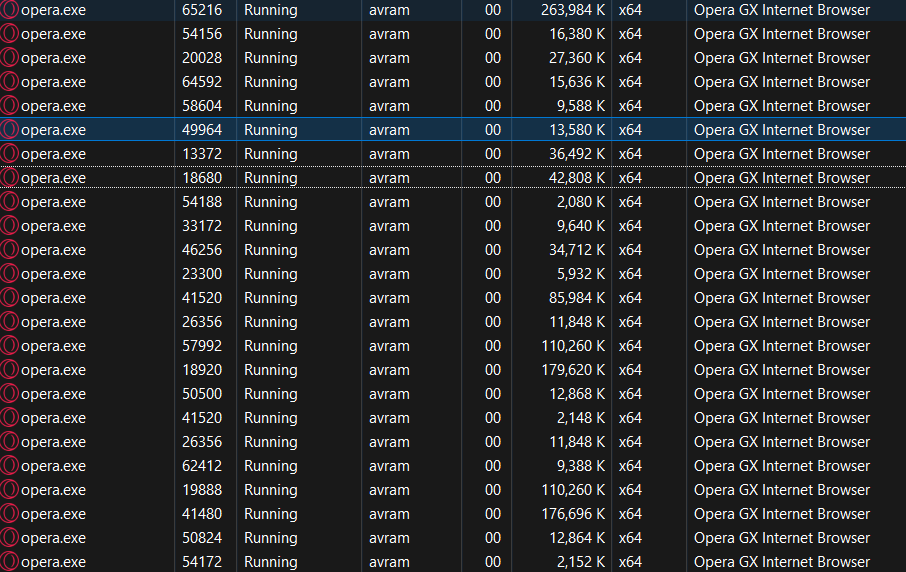 opera.exe 65216 Running avram 00 263,984 K x64 Opera GX Internet Browser
opera.exe 54156 Running avram 00 16,380 K x64 Opera GX Internet Browser
opera.exe 20028 Running avram 00 27,360 K x64 Opera GX Internet Browser
opera.exe 64592 Running avram 00 15,636 K x64 Opera GX Internet Browser
opera.exe 58604 Running avram 00 9,588 K x64 Opera GX Internet Browser
opera.exe 49964 Running avram 00 13,580 K x64 Opera GX Internet Browser
opera.exe 13372 Running avram 00 36,492 K x64 Opera GX Internet Browser
opera.exe 18680 Running avram 00 42,808 K x64 Opera GX Internet Browser
opera.exe 54188 Running avram 00 2,080 K x64 Opera GX Internet Browser
opera.exe 33172 Running avram 00 9,640 K x64 Opera GX Internet Browser
opera.exe 46256 Running avram 00 34,712 K x64 Opera GX Internet Browser
opera.exe 23300 Running avram 00 5,932 K x64 Opera GX Internet Browser
opera.exe 41520 Running avram 00 85,984 K x64 Opera GX Internet Browser
opera.exe 26356 Running avram 00 11,848 K x64 Opera GX Internet Browser
opera.exe 57992 Running avram 00 110,260 K x64 Opera GX Internet Browser
opera.exe 18920 Running avram 00 179,620 K x64 Opera GX Internet Browser
opera.exe 50500 Running avram 00 12,868 K x64 Opera GX Internet Browser
opera.exe 41520 Running avram 00 2,148 K x64 Opera GX Internet Browser
opera.exe 26356 Running avram 00 11,848 K x64 Opera GX Internet Browser
opera.exe 62412 Running avram 00 9,388 K x64 Opera GX Internet Browser
opera.exe 19888 Running avram 00 110,260 K x64 Opera GX Internet Browser
opera.exe 41480 Running avram 00 176,696 K x64 Opera GX Internet Browser
opera.exe 50824 Running avram 00 12,864 K x64 Opera GX Internet Browser
opera.exe 54172 Running avram 00 2,152 K x64 Opera GX Internet Browser